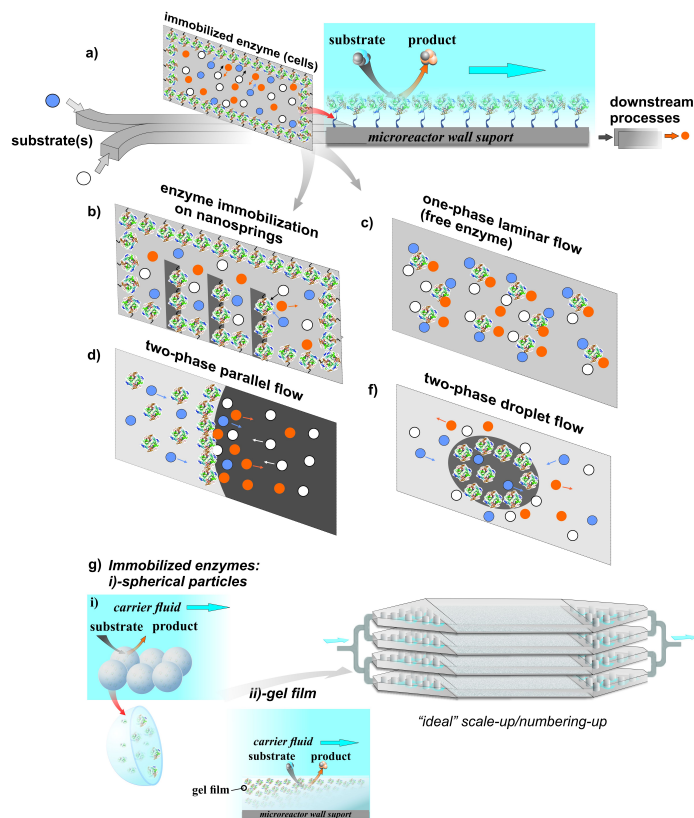 a)
immobilized enzyme (cells)
substrate
product
substrate(s)
microreactor wall suport
downstream
processes
b)
enzyme immobilization
on nanosprings
c)
one-phase laminar flow
(free enzyme)
d)
two-phase parallel flow
f)
two-phase droplet flow
g) Immobilized enzymes:
i)-spherical particles
i)
carrier fluid
substrate
product
ii)-gel film
carrier fluid
substrate
product
gel film
microreactor wall support
"ideal" scale-up/numbering-up